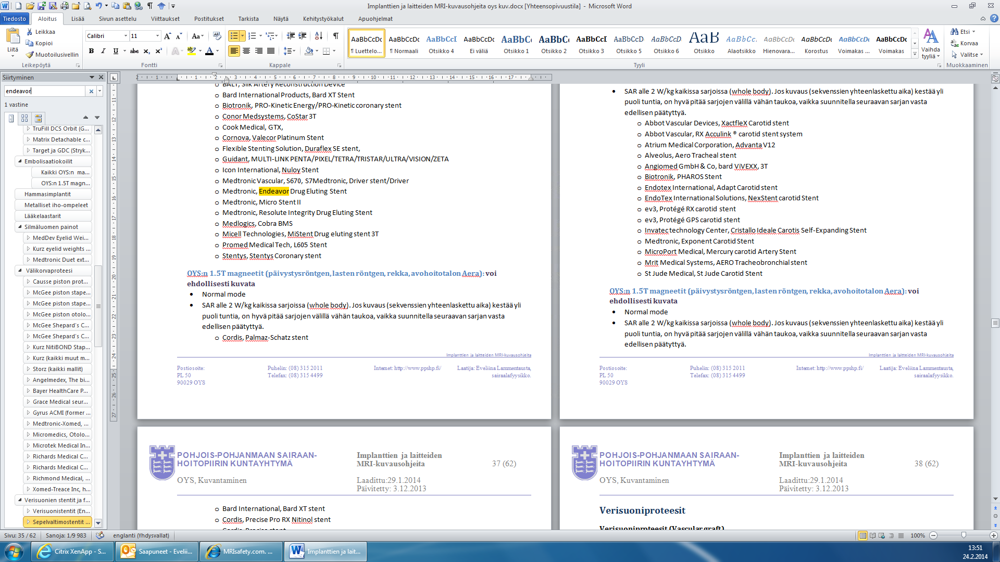 Implanttien ja laitteiden MRI-kuvausohjeita oys kuv.docx [Yhteensopivuustila] - Microsoft Word
Tiedosto
Aloitus
Lisää
Sivun asettelu
Viittaukset
Postitukset
Tarkista
Näytä
Kehitystyökalut
Apuohjelmat
Liitä
Leikkaa
Kopioi
Muotoilusivellin
Leikepöytä
Calibri
11
Fontti
Kappale
AaBbCcDc
¶ Luettelo...
AaBbCcDc
¶ Normaali
AaBbCcI
Otsikko 4
AaBbCcDc
Ei väliä
AaBbCc
Otsikko 1
AaBbCc
Otsikko 2
AaBbCcI
Otsikko 3
AaBbCcDc
Otsikko 5
AaBbCcD
Otsikko 6
AaB
Otsikko
AaBbCc.
Alaotsikko
AaBbCcDc
Hienovara...
AaBbCcDc
Korostus
AaBbCcDc
Voimakas ...
AaBbCcDc
Voimakas
Tyyli
Vaihda tyyliä
Etsi
Korvaa
Valitse
Muokkaaminen
Siirtyminen
endeavor
1 vastine
TruFill DCS Orbit (G...
Matrix Detachable c...
Target ja GDC (Stryk...
Embolisaatiokoilit
Kaikki OYS:n ma...
OYS:n 1.5T magn...
Hammasimplantit
Metalliset iho-ompeleet
Lääkelaastarit
Silmäluomen painot
MedDev Eyelid Wei...
Kurz eyelid weights ...
Medtronic Duet ext...
Välikorvaproteesi
Causse piston prot...
McGee piston stape...
McGee piston stape...
McGee piston otolo...
McGee Shepard's C...
McGee Shepard's C...
Kurz NitiBOND Stap...
Kurz (kaikki muut m...
Storz (kaikki mallit)
Angelmedex, The bi...
Bayer HealthCare P...
Grace Medical seur...
Gyrus ACMI (former ...
Medtronic-Xomed, ...
Micromedics, Otolo...
Microtek Medical In...
Richards Medical C...
Richards Medical C...
Richmond Medical, ...
Xomed-Treace Inc, h...
Verisuonien stentit ja f...
Verisuonistentit (En...
Sepelvaltimostentit ...
BALT, Silk Artery Reconstruction Device
o Bard International Products, Bard XT Stent
o Biotronik, PRO-Kinetic Energy/PRO-Kinetic coronary stent
o Conor Medsystems, CoStar 3T
o Cook Medical, GTX,
o Cornova, Valecor Platinum Stent
o Flexible Stenting Solution, Duraflex SE stent,
o Guidant, MULTI-LINK PENTA/PIXEL/TETRA/TRISTAR/ULTRA/VISION/ZETA
o Icon International, Nuloy Stent
o Medtronic Vascular, S670, S7Medtronic, Driver stent/Driver
o Medtronic, Endeavor Drug Eluting Stent
o Medtronic, Micro Stent II
o Medtronic, Resolute Integrity Drug Eluting Stent
o Medlogics, Cobra BMS
o Micell Technologies, MiStent Drug eluting stent 3T
o Promed Medical Tech, L605 Stent
o Stentys, Stentys Coronary stent
OYS:n 1.5T magneetit (päivystysröntgen, lasten röntgen, rekka, avohoitotalon Aera): voi
ehdollisesti kuvata
• Normal mode
• SAR alle 2 W/kg kaikissa sarjoissa (whole body). Jos kuvaus (sekvenssien yhteenlaskettu aika) kestää yli
puoli tuntia, on hyvä pitää sarjojen välillä vähän taukoa, vaikka suunnitella seuraavan sarjan vasta
edellisen päätyttyä.
o Cordis, Palmaz-Schatz stent
Implanttien ja laitteiden MRI-kuvausohjeita
Postiosoite: Puhelin: (08) 315 2011 Internet: http://www.ppshp.fi/ Laatija: Eveliina Lammentausta,
PL 50 Telefax: (08) 315 4499 sairaalafyysikko.
90029 OYS
• SAR alle 2 W/kg kaikissa sarjoissa (whole body). Jos kuvaus (sekvenssien yhteenlaskettu aika) kestää yli
puoli tuntia, on hyvä pitää sarjojen välillä vähän taukoa, vaikka suunnitella seuraavan sarjan vasta
edellisen päätyttyä.
o Abbot Vascular Devices, XactfleX Carotid stent
o Abbot Vascular, RX Acculink ® carotid stent system
o Atrium Medical Corporation, Advanta V12
o Alveolus, Aero Tracheal stent
o Angiomed GmbH & Co, bard ViVEXX, 3T
o Biotronik, PHAROS Stent
o Endotex International, Adapt Carotid stent
o EndoTex International Solutions, NexStent carotid Stent
o ev3, Protégé RX carotid stent
o ev3, Protégé GPS carotid stent
o Invatec technology Center, Cristallo Ideale Carotis Self-Expanding Stent
o Medtronic, Exponent Carotid Stent
o MicroPort Medical, Mercury carotid Artery Stent
o Mrit Medical Systems, AERO Tracheobronchial stent
o St Jude Medical, St Jude Carotid Stent
OYS:n 1.5T magneetit (päivystysröntgen, lasten röntgen, rekka, avohoitotalon Aera): voi
ehdollisesti kuvata
• Normal mode
• SAR alle 2 W/kg kaikissa sarjoissa (whole body). Jos kuvaus (sekvenssien yhteenlaskettu aika) kestää yli
puoli tuntia, on hyvä pitää sarjojen välillä vähän taukoa, vaikka suunnitella seuraavan sarjan vasta
edellisen päätyttyä.
Implanttien ja laitteiden MRI-kuvausohjeita
Postiosoite: Puhelin: (08) 315 2011 Internet: http://www.ppshp.fi/ Laatija: Eveliina Lammentausta,
PL 50 Telefax: (08) 315 4499 sairaalafyysikko.
90029 OYS
POHJOIS-POHJANMAAN SAIRAAN- Implanttien ja laitteiden
HOITOPIIRIN KUNTAYHTYMÄ MRI-kuvausohjeita 37 (62)
OYS, Kuvantaminen Laadittu:29.1.2014
Päivitetty: 3.12.2013
o Bard International, Bard XT stent
o Cordis, Precise Pro RX Nitinol stent
Cordis, Precise stent
POHJOIS-POHJANMAAN SAIRAAN- Implanttien ja laitteiden
HOITOPIIRIN KUNTAYHTYMÄ MRI-kuvausohjeita 38 (62)
OYS, Kuvantaminen Laadittu:29.1.2014
Päivitetty: 3.12.2013
Verisuoniproteesit
Verisuoniproteesit (Vascular graft)
Sivu: 35 / 62 Sanoja: 1/9 983 englanti (Yhdysvallat) 100%
Citrix XenApp - S...
Saapuneet - Eveli...
MRIsafety.com. ...
Implanttien ja lait...
13:51
24.2.2014